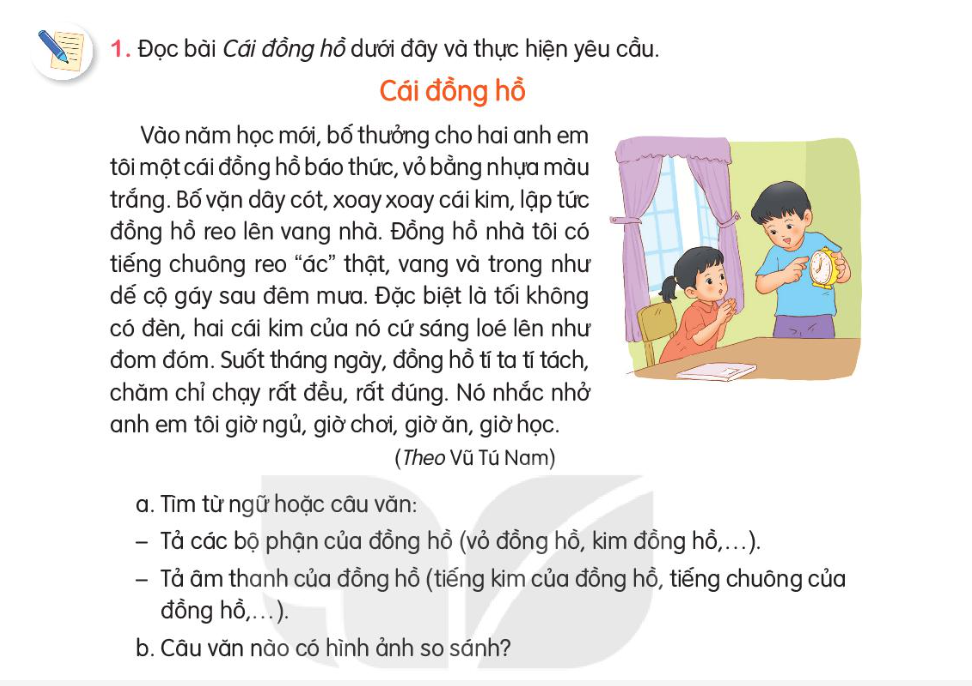 1. Đọc bài Cái đồng hồ dưới đây và thực hiện yêu cầu.
Cái đồng hồ
Vào năm học mới, bố thưởng cho hai anh em
tôi một cái đồng hồ báo thức, vỏ bằng nhựa màu
trắng. Bố vặn dây cót, xoay xoay cái kim, lập tức
đồng hồ reo lên vang nhà. Đồng hồ nhà tôi có
tiếng chuông reo “ác” thật, vang và trong như
dế cộ gáy sau đêm mưa. Đặc biệt là tối không
có đèn, hai cái kim của nó cứ sáng loé lên như
đom đóm. Suốt tháng ngày, đồng hồ tí ta tí tách,
chăm chỉ chạy rất đều, rất đúng. Nó nhắc nhở
anh em tôi giờ ngủ, giờ chơi, giờ ăn, giờ học.
(Theo Vũ Tú Nam)
a. Tìm từ ngữ hoặc câu văn:
– Tả các bộ phận của đồng hồ (vỏ đồng hồ, kim đồng hồ,...).
– Tả âm thanh của đồng hồ (tiếng kim của đồng hồ, tiếng chuông của
đồng hồ,...).
b. Câu văn nào có hình ảnh so sánh?